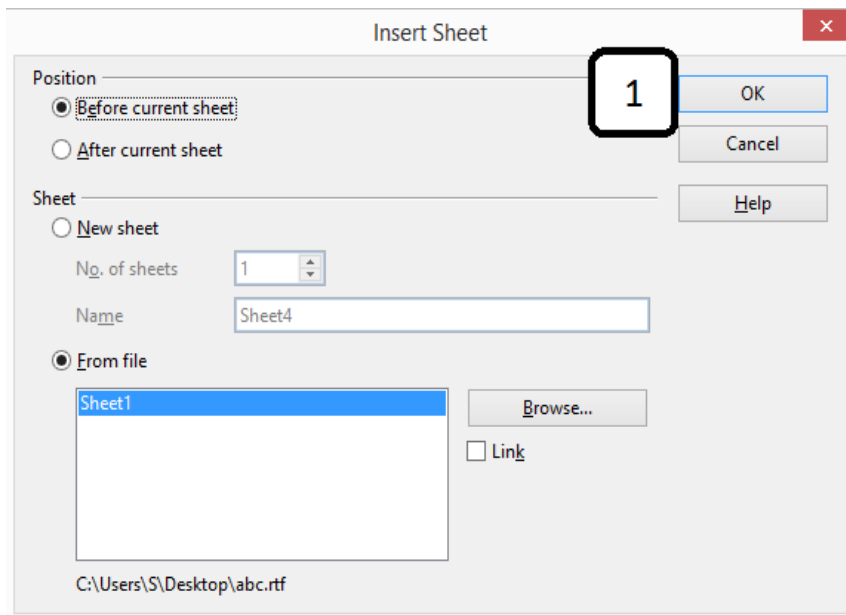 Insert Sheet
Position
Before current sheet
After current sheet
1
OK
Cancel
Help
Sheet
New sheet
No. of sheets 1
Name Sheet4
From file
Sheet1
Browse...
Link
C:\Users\S\Desktop\abc.rtf